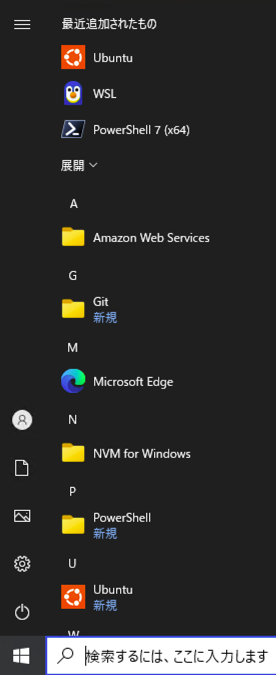 最近追加されたもの
Ubuntu
WSL
PowerShell 7 (x64)
展開
A
Amazon Web Services
G
Git
新規
M
Microsoft Edge
N
NVM for Windows
P
PowerShell
新規
U
Ubuntu
新規
W
検索するには、ここに入力します